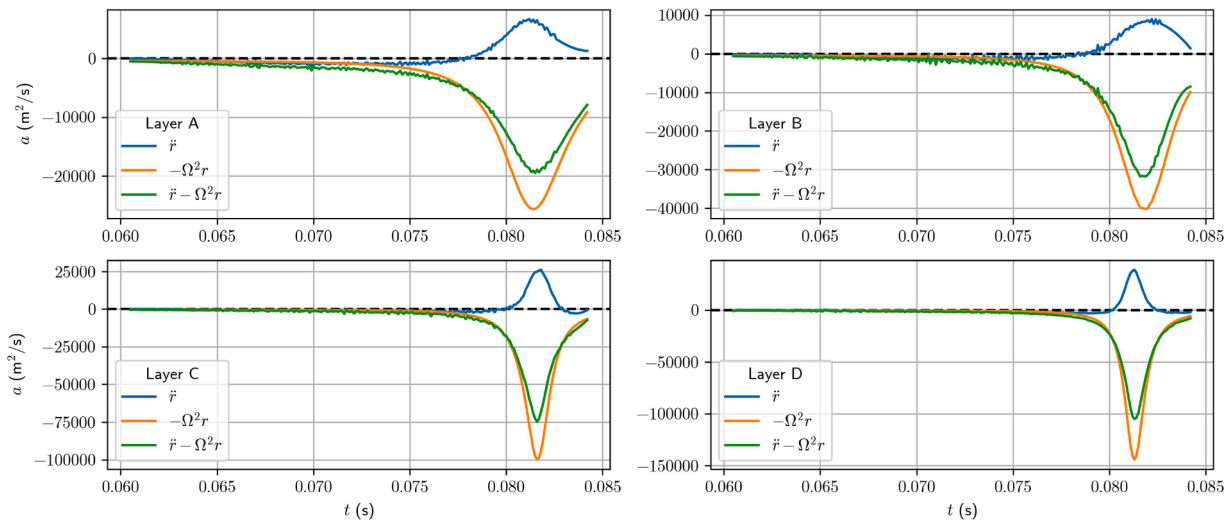 10000
0
−10000
−20000
a (m²/s)
Layer A
r̈
−Ω²r
r̈ − Ω²r
0.060 0.065 0.070 0.075 0.080 0.085
0
−10000
−20000
−30000
−40000
Layer B
r̈
−Ω²r
r̈ − Ω²r
0.060 0.065 0.070 0.075 0.080 0.085
25000
0
−25000
−50000
−75000
−100000
a (m²/s)
Layer C
r̈
−Ω²r
r̈ − Ω²r
0.060 0.065 0.070 0.075 0.080 0.085
t (s)
0
−50000
−100000
−150000
Layer D
r̈
−Ω²r
r̈ − Ω²r
0.060 0.065 0.070 0.075 0.080 0.085
t (s)